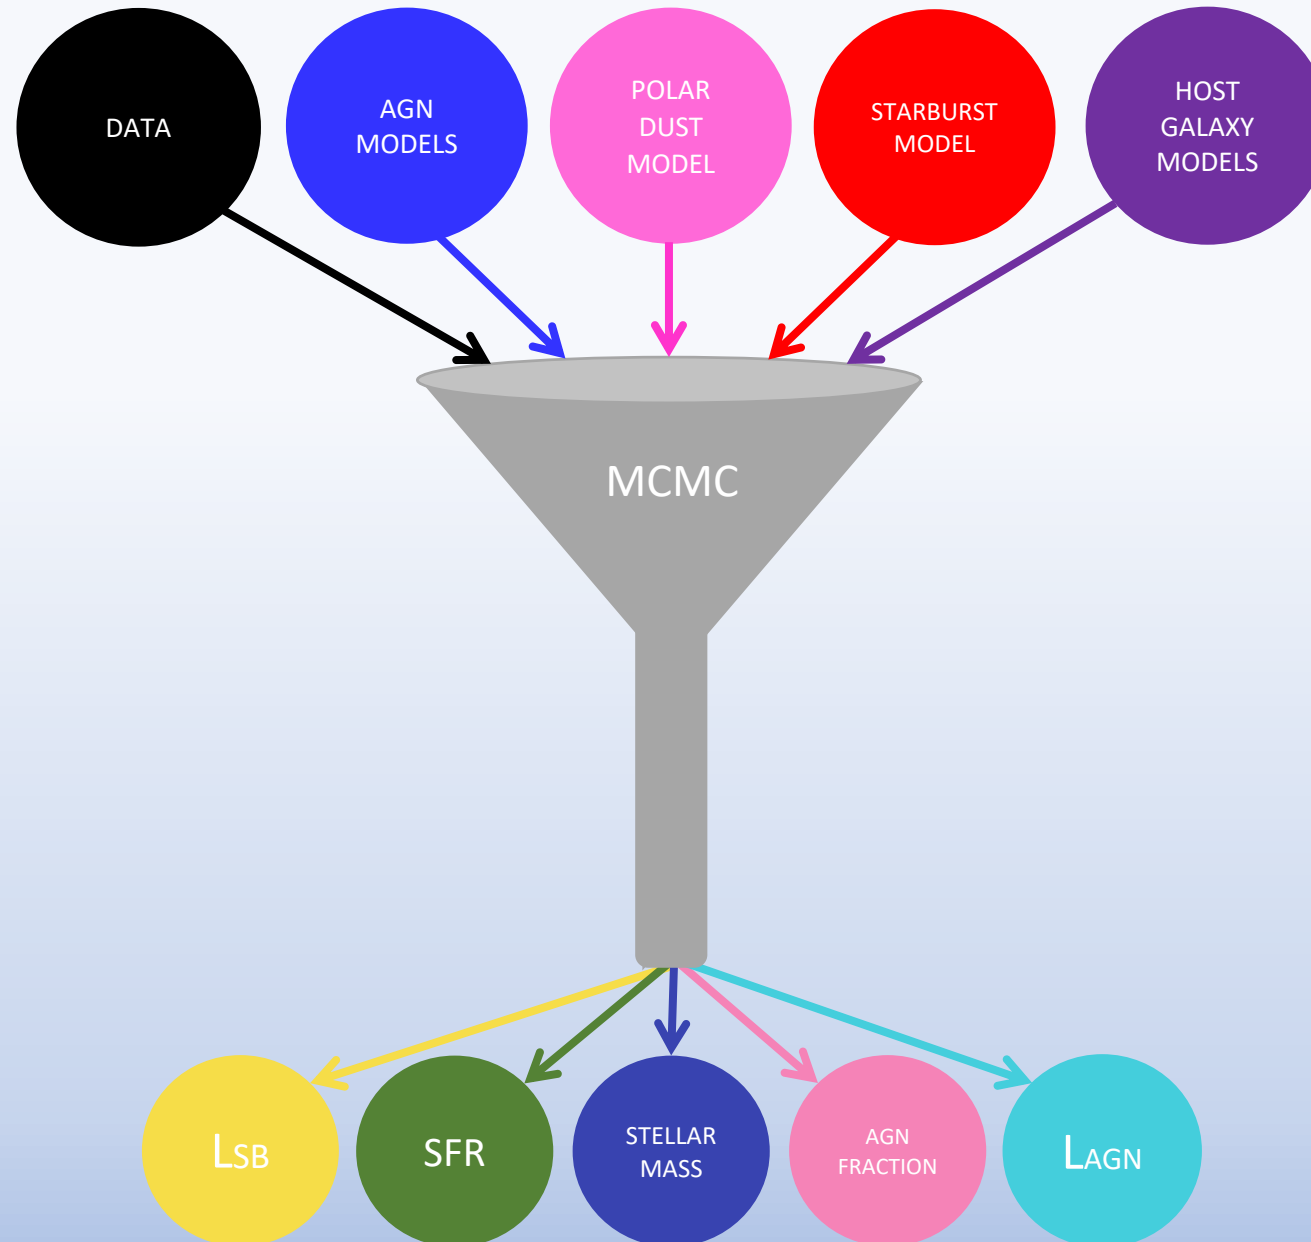 DATA
AGN
MODELS
POLAR
DUST
MODEL
STARBURST
MODEL
HOST
GALAXY
MODELS
MCMC
LSB
SFR
STELLAR
MASS
AGN
FRACTION
LAGN